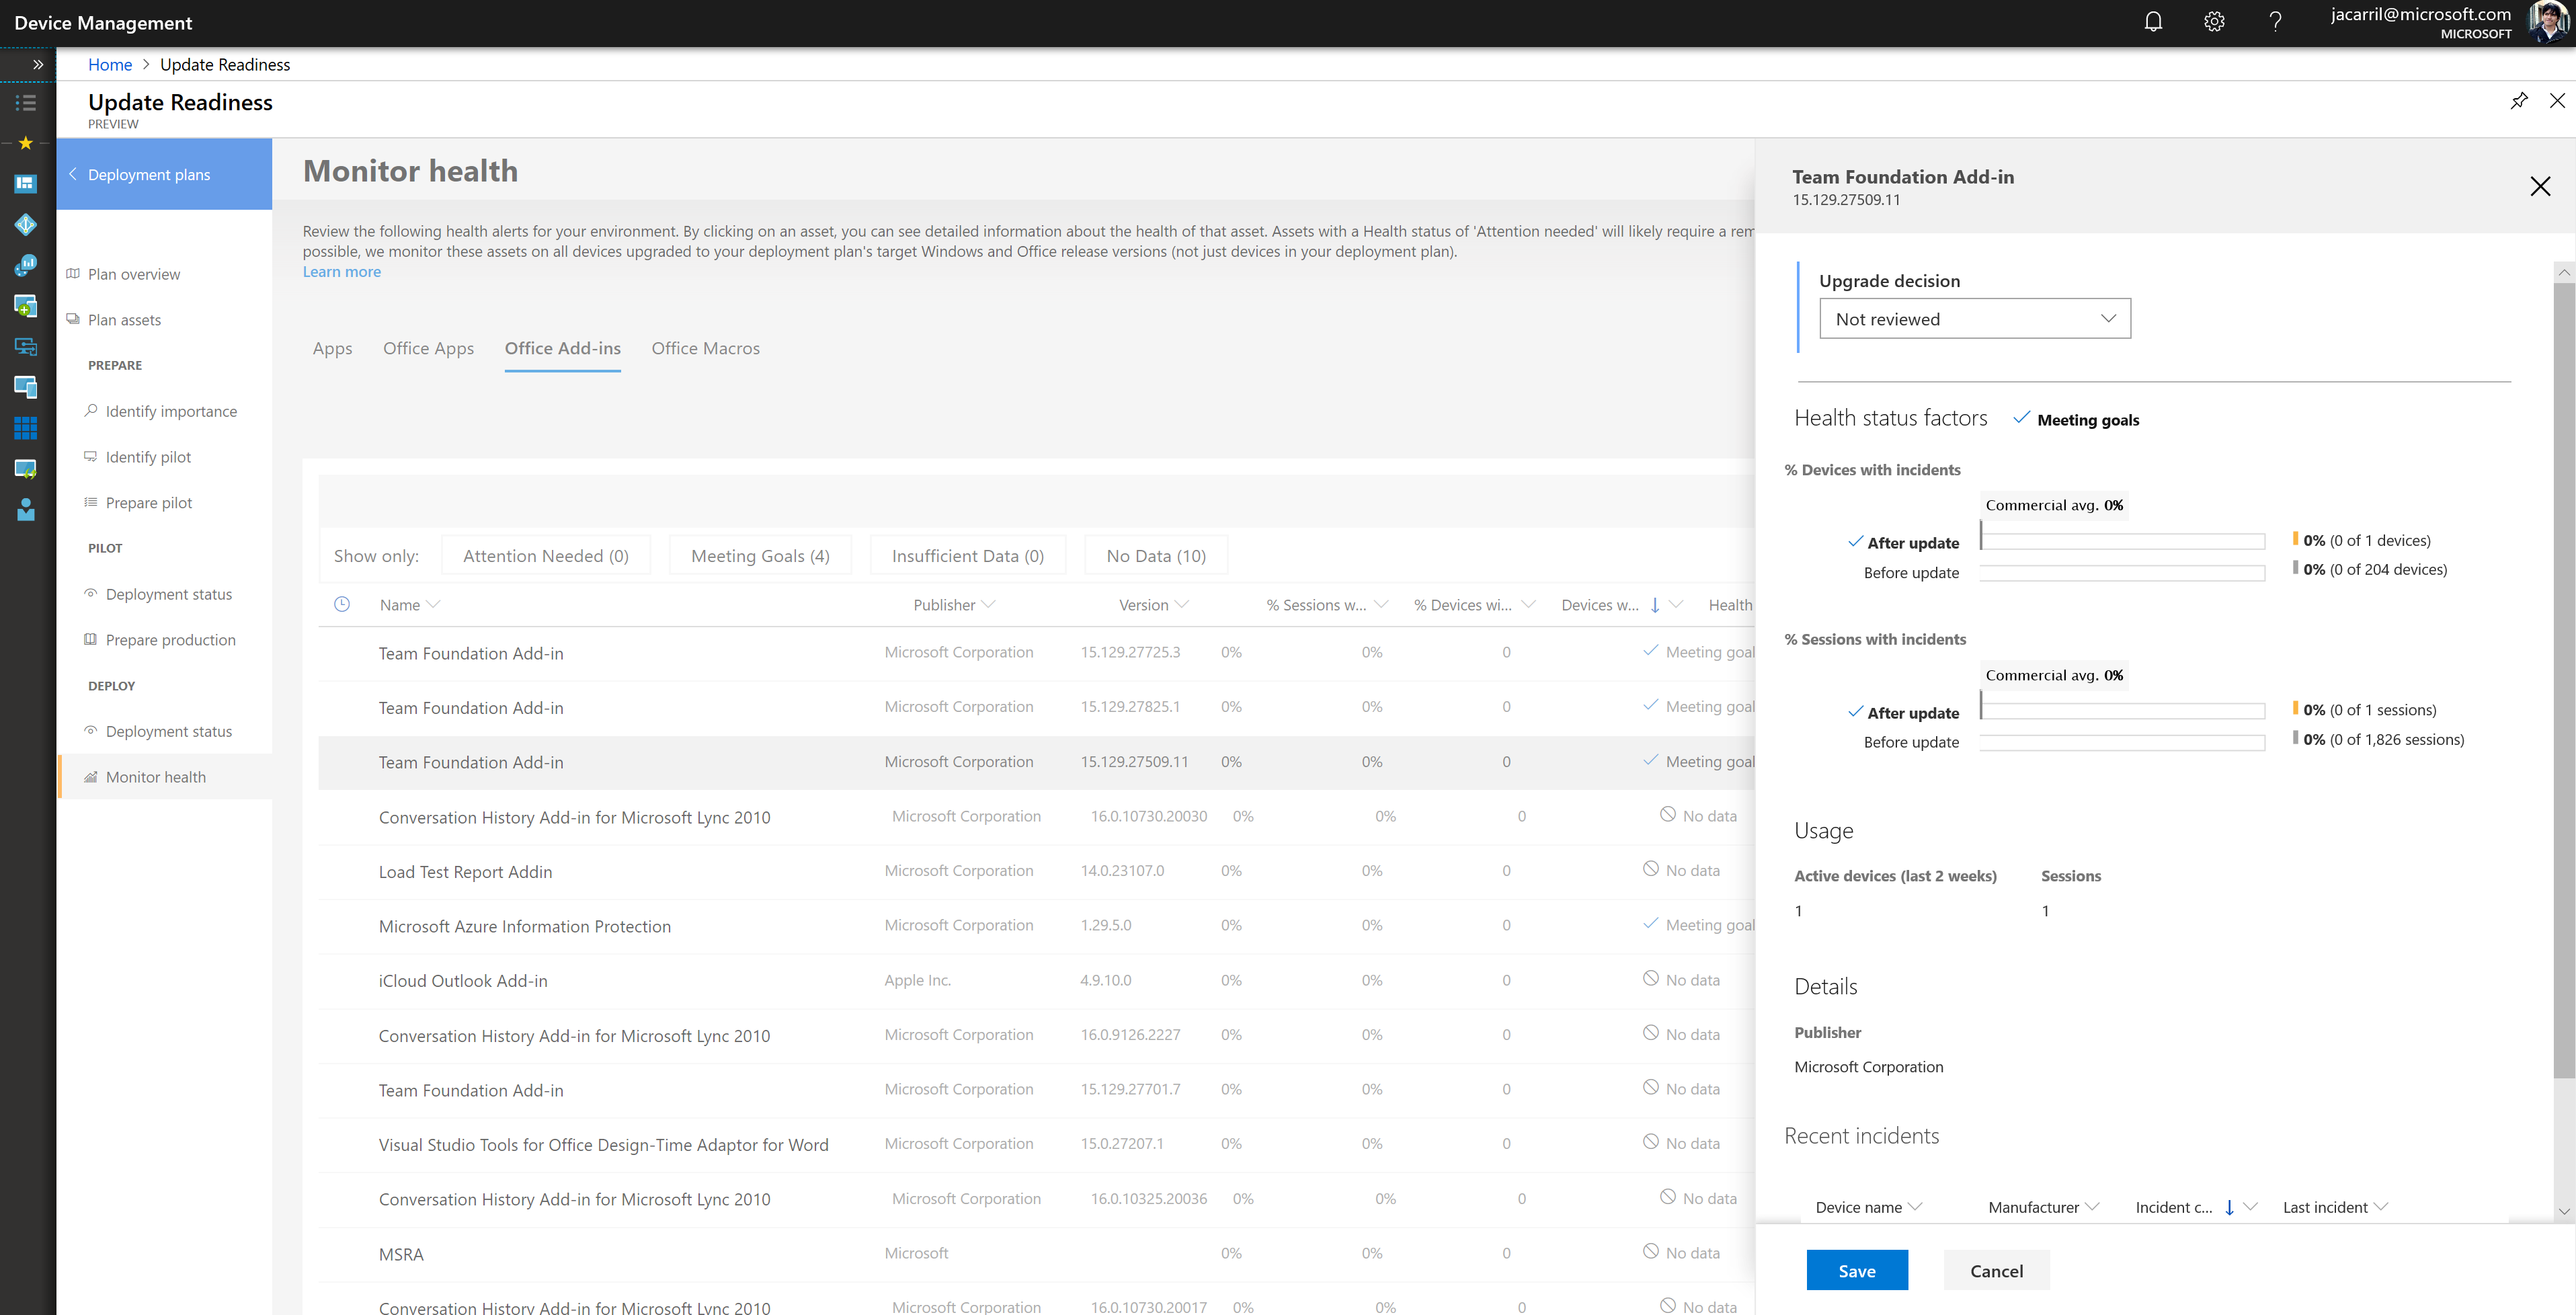 Device Management
jacarril@microsoft.com
MICROSOFT
Home > Update Readiness
Update Readiness
PREVIEW
Deployment plans
Plan overview
Plan assets
PREPARE
Identify importance
Identify pilot
Prepare pilot
PILOT
Deployment status
Prepare production
DEPLOY
Deployment status
Monitor health
Monitor health
Review the following health alerts for your environment. By clicking on an asset, you can see detailed information about the health of that asset. Assets with a Health status of 'Attention needed' will likely require a rem
possible, we monitor these assets on all devices upgraded to your deployment plan's target Windows and Office release versions (not just devices in your deployment plan).
Learn more
Apps Office Apps Office Add-ins Office Macros
Show only: Attention Needed (0) Meeting Goals (4) Insufficient Data (0) No Data (10)
Name Publisher Version % Sessions w... % Devices wi... Devices w... Health
Team Foundation Add-in Microsoft Corporation 15.129.27725.3 0% 0% 0 Meeting goal
Team Foundation Add-in Microsoft Corporation 15.129.27825.1 0% 0% 0 Meeting goal
Team Foundation Add-in Microsoft Corporation 15.129.27509.11 0% 0% 0 Meeting goal
Conversation History Add-in for Microsoft Lync 2010 Microsoft Corporation 16.0.10730.20030 0% 0% 0 No data
Load Test Report Addin Microsoft Corporation 14.0.23107.0 0% 0% 0 No data
Microsoft Azure Information Protection Microsoft Corporation 1.29.5.0 0% 0% 0 Meeting goal
iCloud Outlook Add-in Apple Inc. 4.9.10.0 0% 0% 0 No data
Conversation History Add-in for Microsoft Lync 2010 Microsoft Corporation 16.0.9126.2227 0% 0% 0 No data
Team Foundation Add-in Microsoft Corporation 15.129.27701.7 0% 0% 0 No data
Visual Studio Tools for Office Design-Time Adaptor for Word Microsoft Corporation 15.0.27207.1 0% 0% 0 No data
Conversation History Add-in for Microsoft Lync 2010 Microsoft Corporation 16.0.10325.20036 0% 0% 0 No data
MSRA Microsoft 0% 0% 0 No data
Conversation History Add-in for Microsoft Lync 2010 Microsoft Corporation 16.0.10730.20017 0% 0% 0 No data
Team Foundation Add-in
15.129.27509.11
Upgrade decision
Not reviewed
Health status factors Meeting goals
% Devices with incidents
Commercial avg. 0%
After update 0% (0 of 1 devices)
Before update 0% (0 of 204 devices)
% Sessions with incidents
Commercial avg. 0%
After update 0% (0 of 1 sessions)
Before update 0% (0 of 1,826 sessions)
Usage
Active devices (last 2 weeks) Sessions
1 1
Details
Publisher
Microsoft Corporation
Recent incidents
Device name Manufacturer Incident c... Last incident
Save Cancel